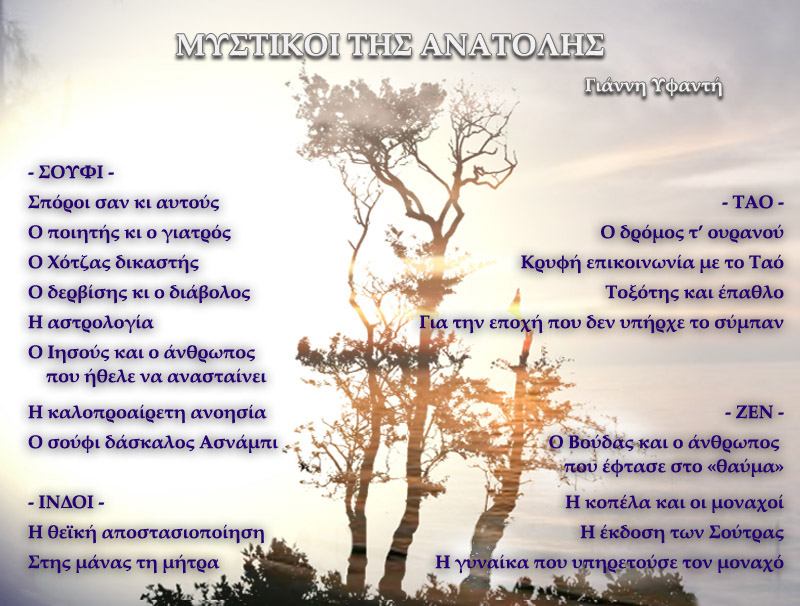 ΜΥΣΤΙΚΟΙ ΤΗΣ ΑΝΑΤΟΛΗΣ
Γιάννη Υφαντή
- ΣΟΥΦΙ -
Σπόροι σαν κι αυτούς
Ο ποιητής κι ο γιατρός
Ο Χότζας δικαστής
Ο δερβίσης κι ο διάβολος
Η αστρολογία
Ο Ιησούς και ο άνθρωπος
που ήθελε να ανασταίνει
Η καλοπροαίρετη ανοησία
Ο σούφι δάσκαλος Ασνάμπι
- ΙΝΔΟΙ -
Η θεϊκή αποστασιοποίηση
Στης μάνας τη μήτρα
- ΤΑΟ -
Ο δρόμος τ’ ουρανού
Κρυφή επικοινωνία με το Ταό
Τοξότης και έπαθλο
Για την εποχή που δεν υπήρχε το σύμπαν
- ΖΕΝ -
Ο Βούδας και ο άνθρωπος
που έφτασε στο «θαύμα»
Η κοπέλα και οι μοναχοί
Η έκδοση των Σούτρας
Η γυναίκα που υπηρετούσε τον μοναχό